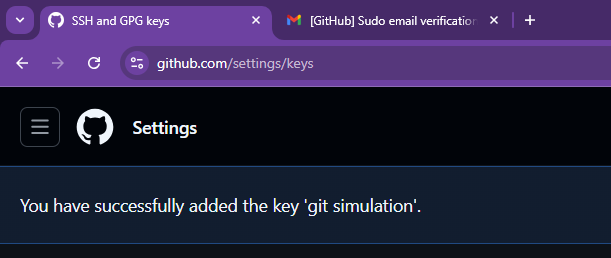 SSH and GPG keys
[GitHub] Sudo email verification
github.com/settings/keys
Settings
You have successfully added the key 'git simulation'.